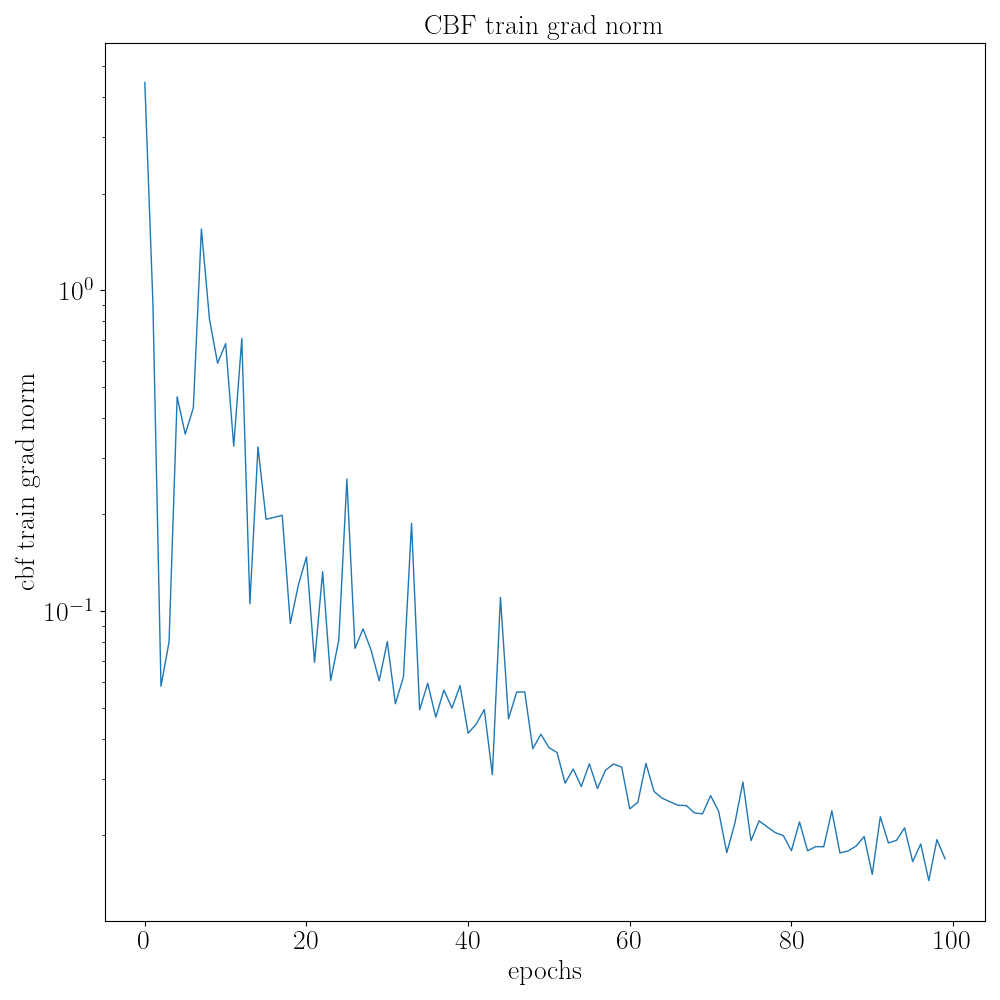 CBF train grad norm
cbf train grad norm
10^0
10^{-1}
0 20 40 60 80 100
epochs